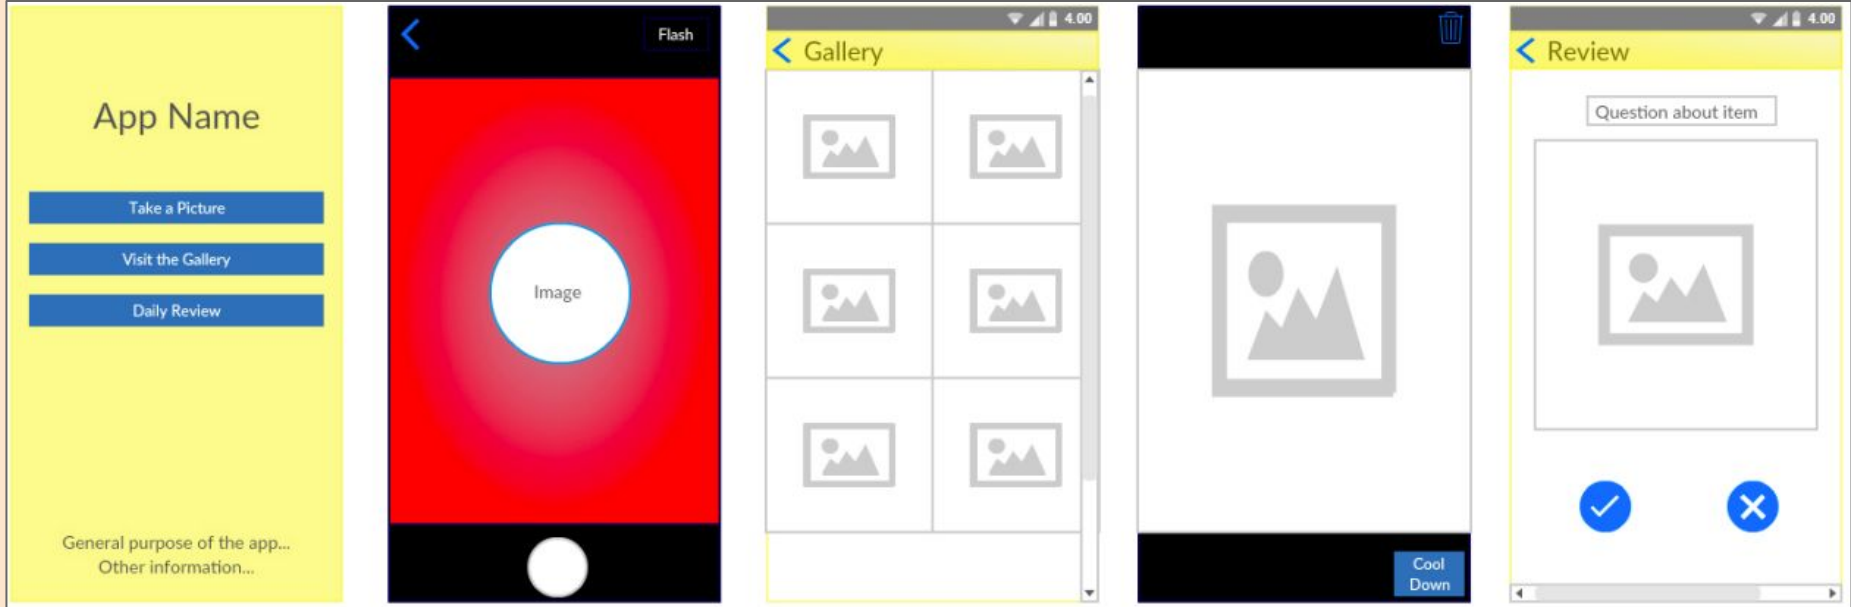 App Name
Take a Picture
Visit the Gallery
Daily Review
General purpose of the app...
Other information...
Flash
Image
4.00
Gallery
Cool
Down
4.00
Review
Question about item